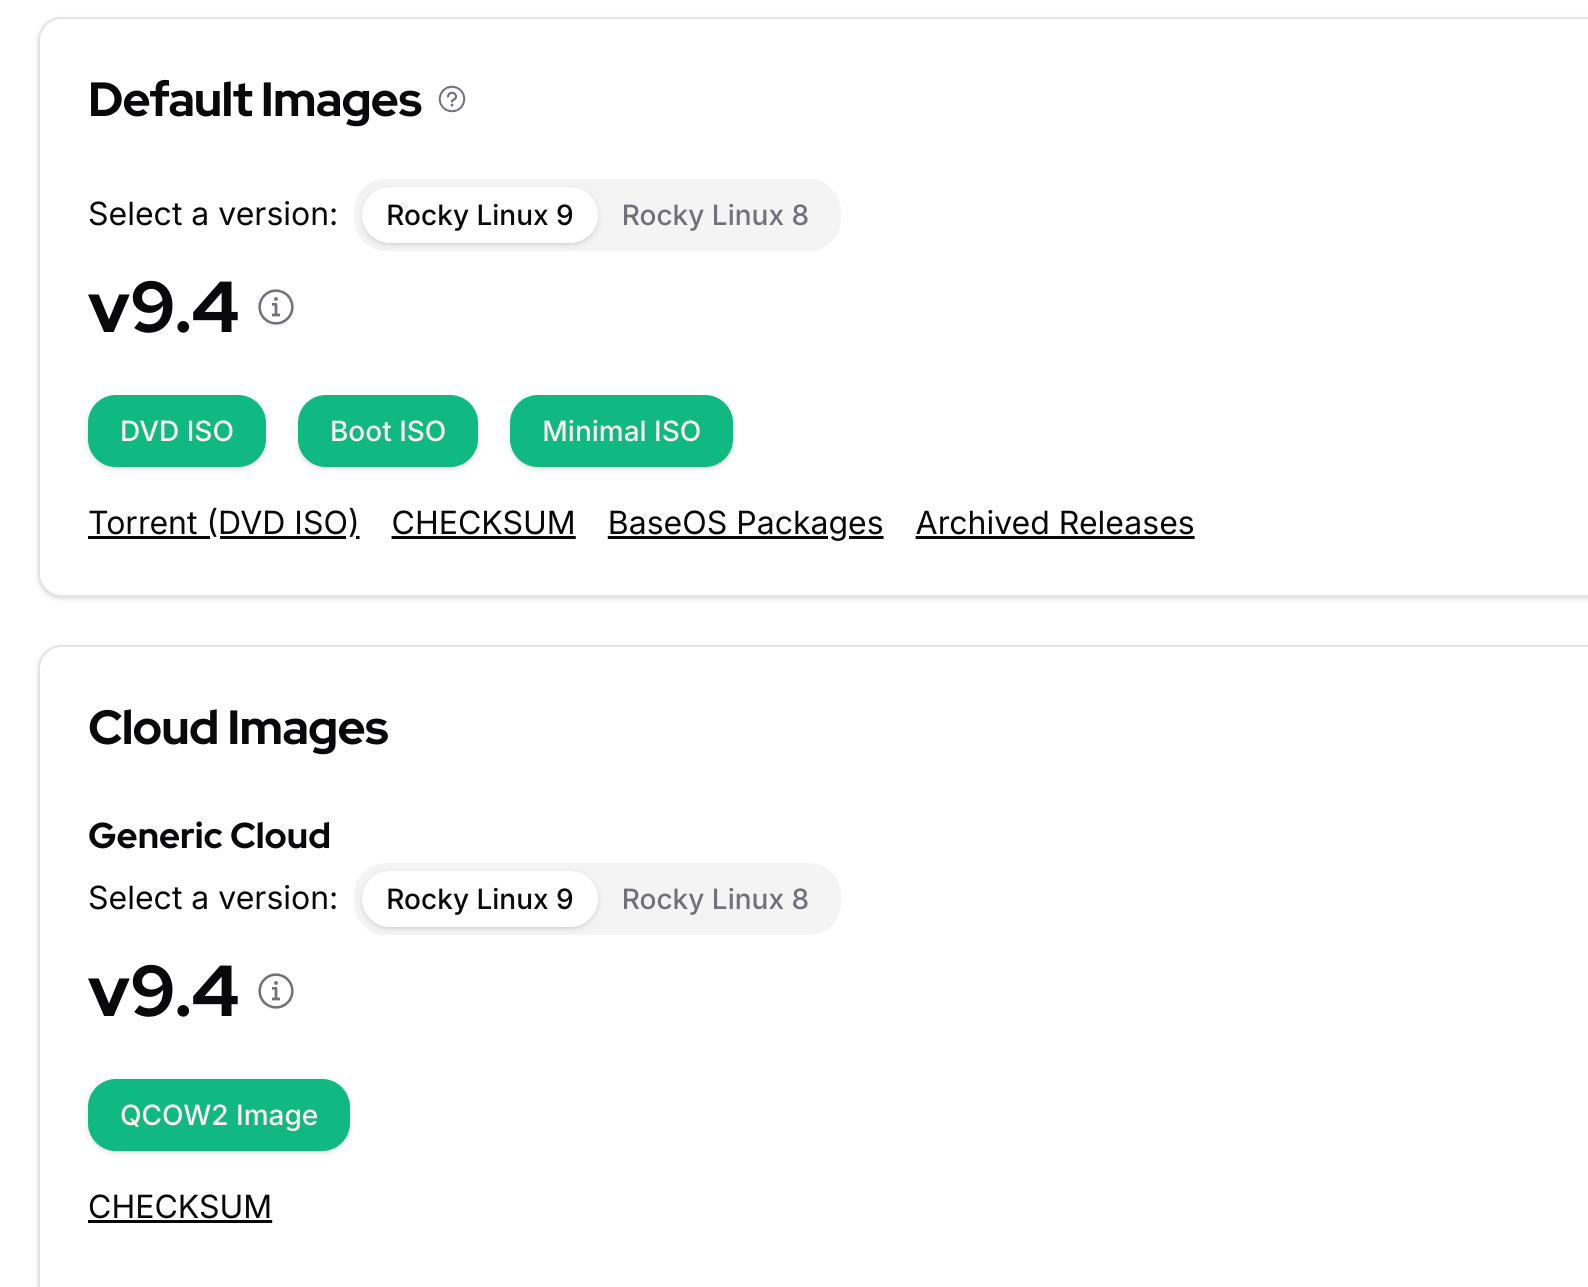 Default Images
Select a version: Rocky Linux 9 Rocky Linux 8
v9.4
DVD ISO Boot ISO Minimal ISO
Torrent (DVD ISO) CHECKSUM BaseOS Packages Archived Releases
Cloud Images
Generic Cloud
Select a version: Rocky Linux 9 Rocky Linux 8
v9.4
QCOW2 Image
CHECKSUM